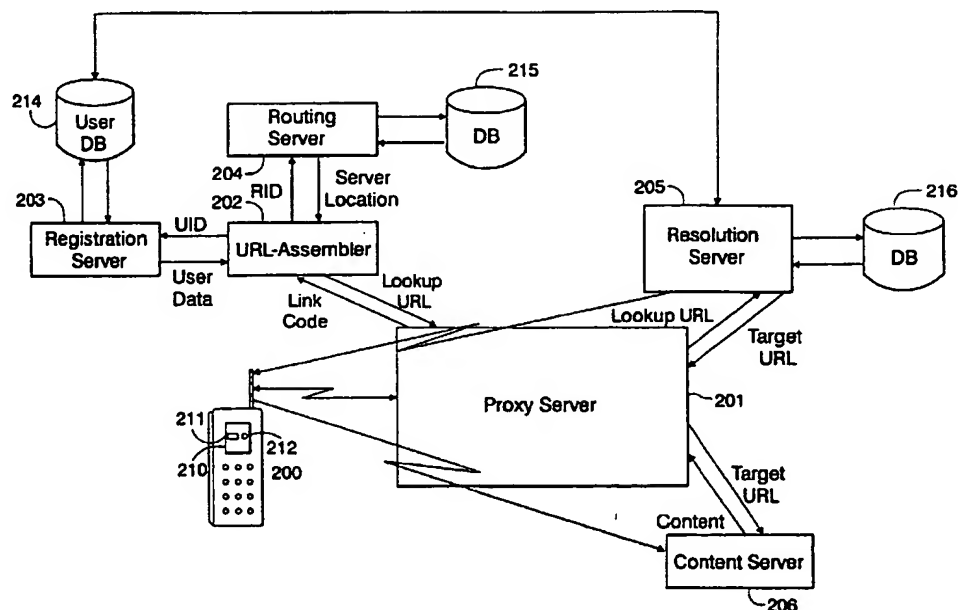 214
User
DB
215
Routing
Server
DB
204
RID
Server
Location
203
202
205
216
UID
Registration
Server
URL-Assembler
Resolution
Server
DB
User
Data
Link
Code
Lookup
URL
Lookup URL
Target
URL
Proxy Server
201
211
212
210
200
Target
URL
Content
Content Server
206